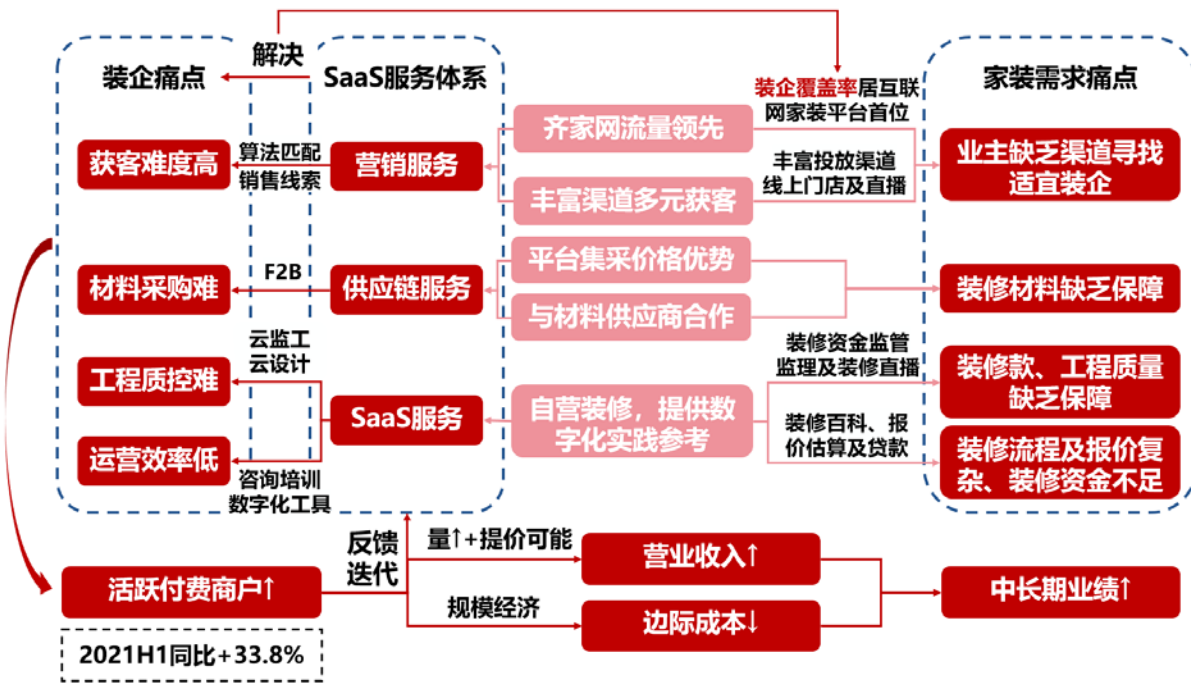 解决
装企痛点
SaaS服务体系
装企覆盖率居互联
网家装平台首位
家装需求痛点
获客难度高
算法匹配
销售线索
营销服务
齐家网流量领先
丰富渠道多元获客
丰富投放渠道
线上门店及直播
业主缺乏渠道寻找
适宜装企
材料采购难
F2B
供应链服务
平台集采价格优势
与材料供应商合作
装修材料缺乏保障
工程质控难
云监工
云设计
SaaS服务
自营装修，提供数
字化实践参考
装修资金监管
监理及装修直播
装修款、工程质量
缺乏保障
运营效率低
咨询培训
数字化工具
装修百科、报
价估算及贷款
装修流程及报价复
杂、装修资金不足
活跃付费商户↑
反馈
迭代
量↑+提价可能
营业收入↑
规模经济
边际成本↓
中长期业绩↑
2021H1同比+33.8%